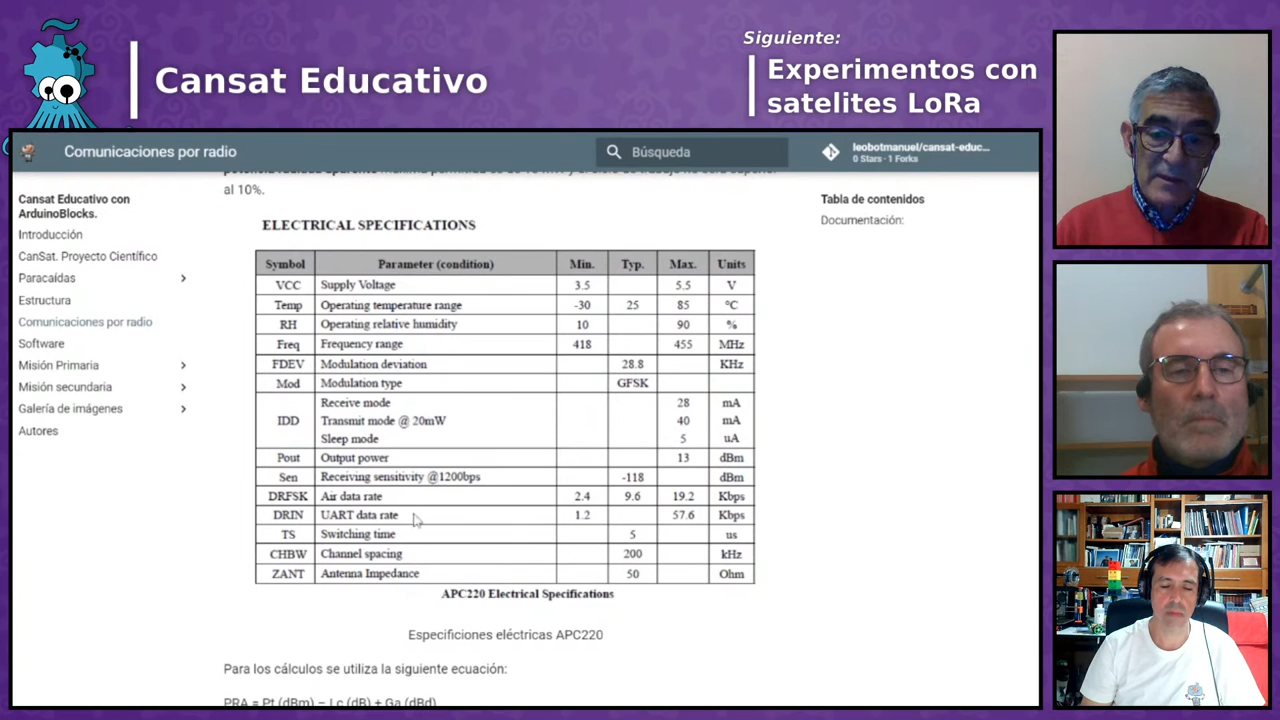 Cansat Educativo
Siguiente:
Experimentos con
satelites LoRa
Comunicaciones por radio
Búsqueda
leobotmanuel/cansat-educ...
0 Stars · 1 Forks
Cansat Educativo con
ArduinoBlocks.
Introducción
CanSat. Proyecto Científico
Paracaídas
Estructura
Comunicaciones por radio
Software
Misión Primaria
Misión secundaria
Galería de imágenes
Autores
al 10%.
ELECTRICAL SPECIFICATIONS
Symbol Parameter (condition) Min. Typ. Max. Units
VCC Supply Voltage 3.5 5.5 V
Temp Operating temperature range -30 25 85 °C
RH Operating relative humidity 10 90 %
Freq Frequency range 418 455 MHz
FDEV Modulation deviation 28.8 KHz
Mod Modulation type GFSK
IDD Receive mode 28 mA
Transmit mode @ 20mW 40 mA
Sleep mode 5 uA
Pout Output power 13 dBm
Sen Receiving sensitivity @1200bps -118 dBm
DRFSK Air data rate 2.4 9.6 19.2 Kbps
DRIN UART data rate 1.2 57.6 Kbps
TS Switching time 5 us
CHBW Channel spacing 200 kHz
ZANT Antenna Impedance 50 Ohm
APC220 Electrical Specifications
Especificiones eléctricas APC220
Para los cálculos se utiliza la siguiente ecuación:
PRA = Pt (dBm) – Lc (dB) + Ga (dBd)
Tabla de contenidos
Documentación: